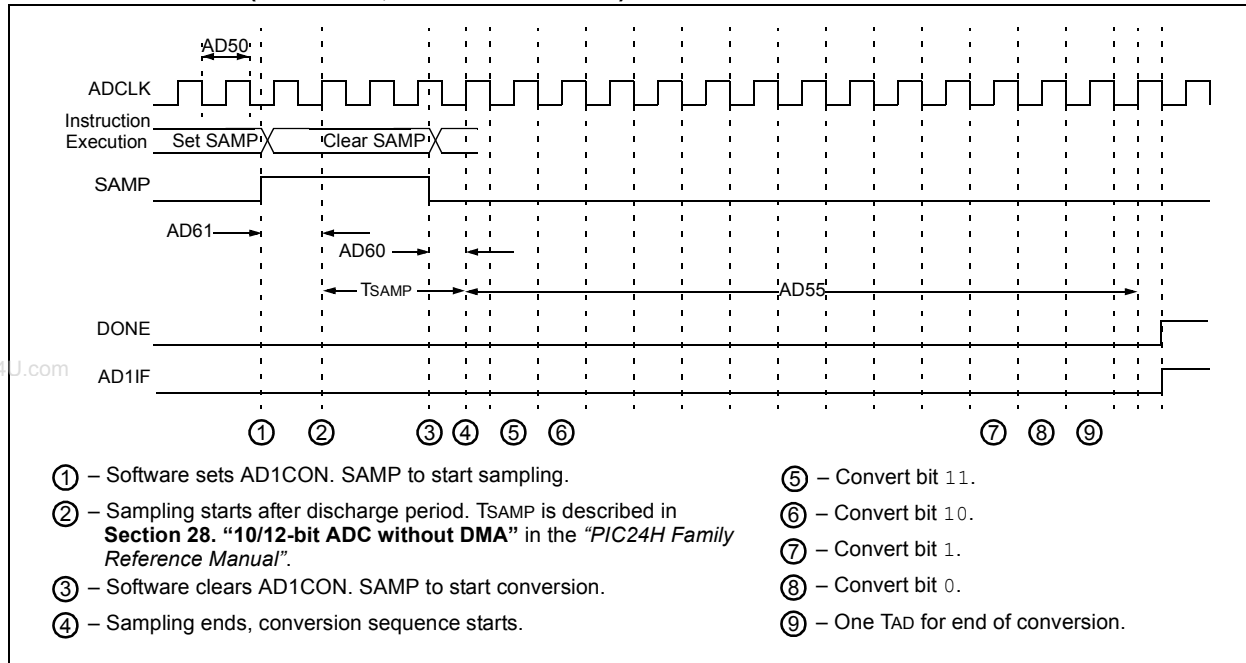 AD50
ADCLK
Instruction
Execution
Set SAMP
Clear SAMP
SAMP
AD61
AD60
TSAMP
AD55
DONE
4U.com
AD1IF
1 2 3 4 5 6 7 8 9
1 – Software sets AD1CON. SAMP to start sampling.
2 – Sampling starts after discharge period. TSAMP is described in
Section 28. “10/12-bit ADC without DMA” in the “PIC24H Family
Reference Manual”.
3 – Software clears AD1CON. SAMP to start conversion.
4 – Sampling ends, conversion sequence starts.
5 – Convert bit 11.
6 – Convert bit 10.
7 – Convert bit 1.
8 – Convert bit 0.
9 – One TAD for end of conversion.